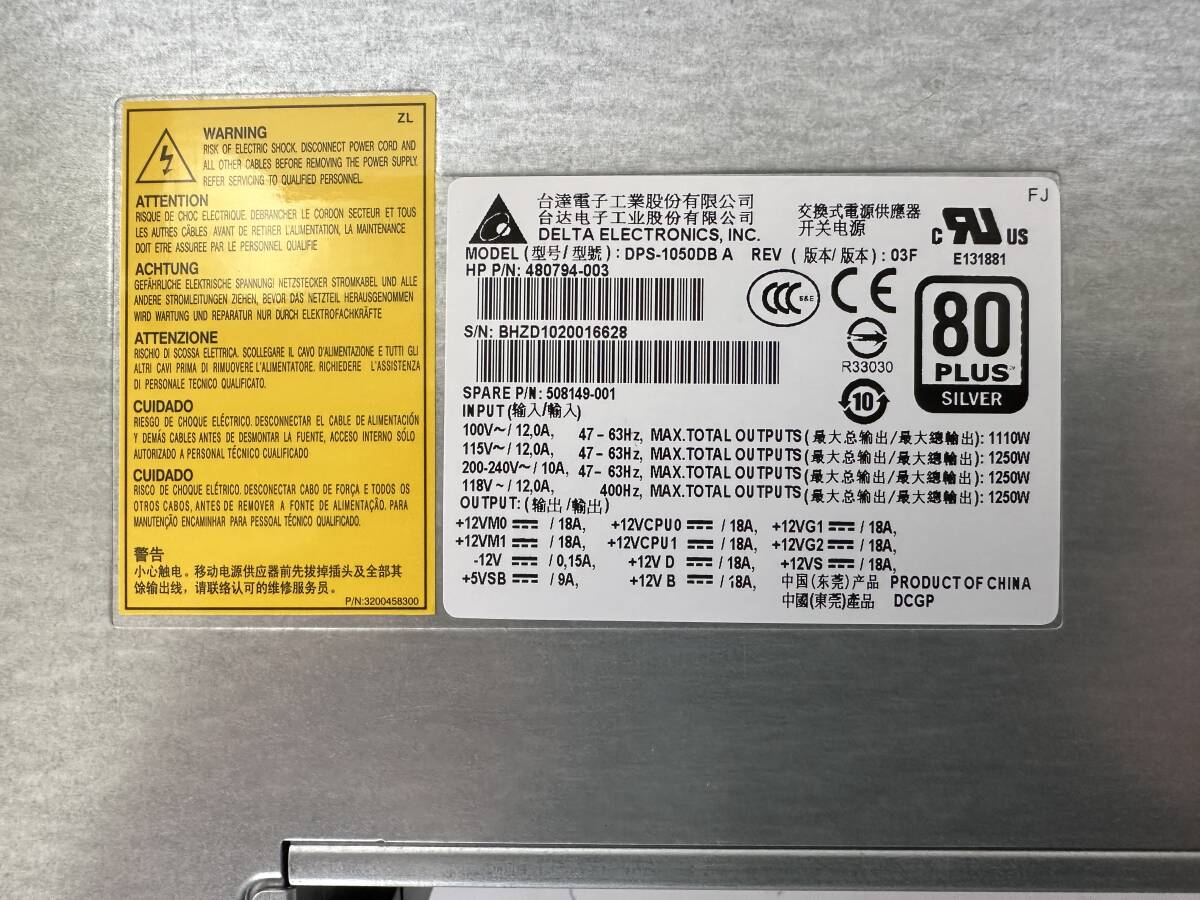 ZL
WARNING
RISK OF ELECTRIC SHOCK. DISCONNECT POWER CORD AND
ALL OTHER CABLES BEFORE REMOVING THE POWER SUPPLY.
REFER SERVICING TO QUALIFIED PERSONNEL.
ATTENTION
RISQUE DE CHOC ELECTRIQUE. DEBRANCHER LE CORDON SECTEUR ET TOUS
LES AUTRES CÂBLES AVANT DE RETIRER L'ALIMENTATION, LA MAINTENANCE
DOIT ETRE ASSUREE PAR LE PERSONNEL QUALIFIE
ACHTUNG
GEFÄHRLICHE ELEKTRISCHE SPANNUNG! NETZSTECKER STROMKABEL UND ALLE
ANDERE STROMLEITUNGEN ZIEHEN, BEVOR DAS NETZTEIL HERAUSGENOMMEN
WIRD WARTUNG UND REPARATUR NUR DURCH ELEKTROFACHKRÄFTE
ATTENZIONE
RISCHIO DI SCOSSA ELETTRICA. SCOLLEGARE IL CAVO D'ALIMENTAZIONE E TUTTI GLI
ALTRI CAVI PRIMA DI RIMUOVERE L'ALIMENTATORE. RICHIEDERE L'ASSISTENZA
DI PERSONALE TECNICO QUALIFICATO.
CUIDADO
RIESGO DE CHOQUE ELÉCTRICO. DESCONECTAR EL CABLE DE ALIMENTACIÓN
Y DEMÁS CABLES ANTES DE DESMONTAR LA FUENTE, ACCESO INTERNO SÓLO
AUTORIZADO A PERSONAL TÉCNICO CUALIFICADO
CUIDADO
RISCO DE CHOQUE ELÉTRICO. DESCONECTAR CABO DE FORÇA E TODOS OS
OTROS CABOS, ANTES DE REMOVER A FONTE DE ALIMENTAÇÃO. PARA
MANUTENÇÃO ENCAMINHAR PARA PESSOAL TÉCNICO QUALIFICADO.
警告
小心触电。移动电源供应器前先拔掉插头及全部其
馀输出线，请联络认可的维修服务员。
P/N:3200458300
FJ
台達電子工業股份有限公司
台达电子工业股份有限公司
DELTA ELECTRONICS, INC.
交換式電源供應器
开关电源
C RU US
E131881
MODEL (型号/型號): DPS-1050DB A REV (版本/版本): 03F
HP P/N: 480794-003
CCC S&E
CE
R33030
10
80
PLUS
SILVER
S/N: BHZD1020016628
SPARE P/N: 508149-001
INPUT (输入/輸入)
100V~/ 12,0A, 47-63Hz, MAX.TOTAL OUTPUTS (最大总输出/最大總輸出): 1110W
115V~/ 12,0A, 47-63Hz, MAX.TOTAL OUTPUTS (最大总输出/最大總輸出): 1250W
200-240V~/ 10A, 47-63Hz, MAX.TOTAL OUTPUTS (最大总输出/最大總輸出): 1250W
118V~/ 12,0A, 400Hz, MAX.TOTAL OUTPUTS (最大总输出/最大總輸出): 1250W
OUTPUT: (输出/輸出)
+12VM0 ⎓ / 18A, +12VCPU0 ⎓ / 18A, +12VG1 ⎓ / 18A,
+12VM1 ⎓ / 18A, +12VCPU1 ⎓ / 18A, +12VG2 ⎓ / 18A,
-12V ⎓ / 0,15A, +12V D ⎓ / 18A, +12VS ⎓ / 18A,
+5VSB ⎓ / 9A, +12V B ⎓ / 18A,
中国(东莞)产品 PRODUCT OF CHINA
中國(東莞)產品 DCGP